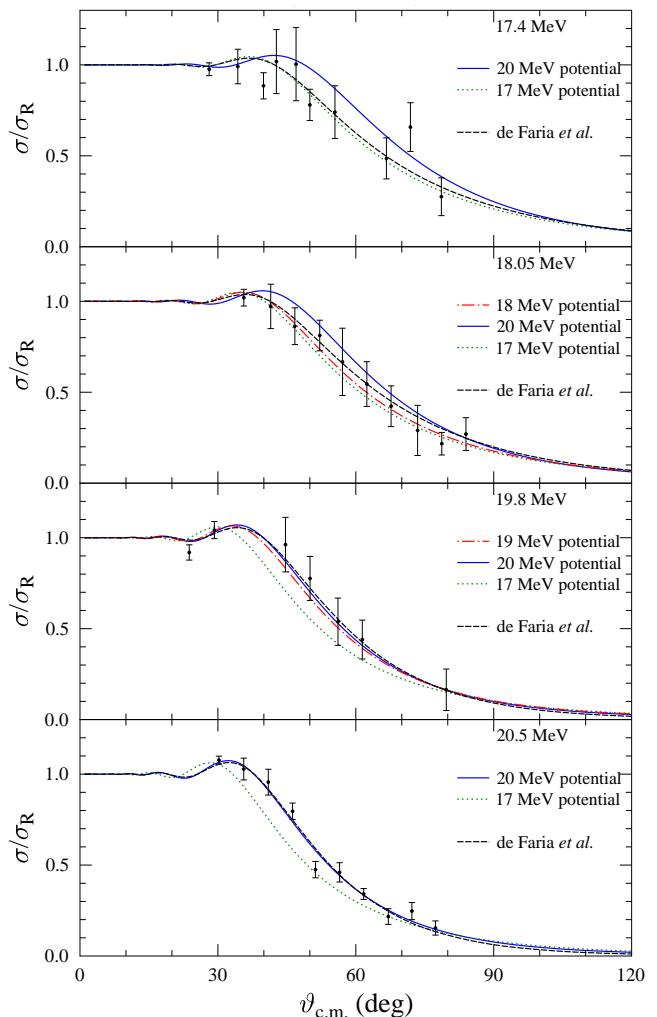 17.4 MeV
20 MeV potential
17 MeV potential
de Faria et al.
σ/σR
1.0
0.5
0.0
18.05 MeV
18 MeV potential
20 MeV potential
17 MeV potential
de Faria et al.
σ/σR
1.0
0.5
0.0
19.8 MeV
19 MeV potential
20 MeV potential
17 MeV potential
de Faria et al.
σ/σR
1.0
0.5
0.0
20.5 MeV
20 MeV potential
17 MeV potential
de Faria et al.
σ/σR
1.0
0.5
0.0
0 30 60 90 120
ϑc.m. (deg)